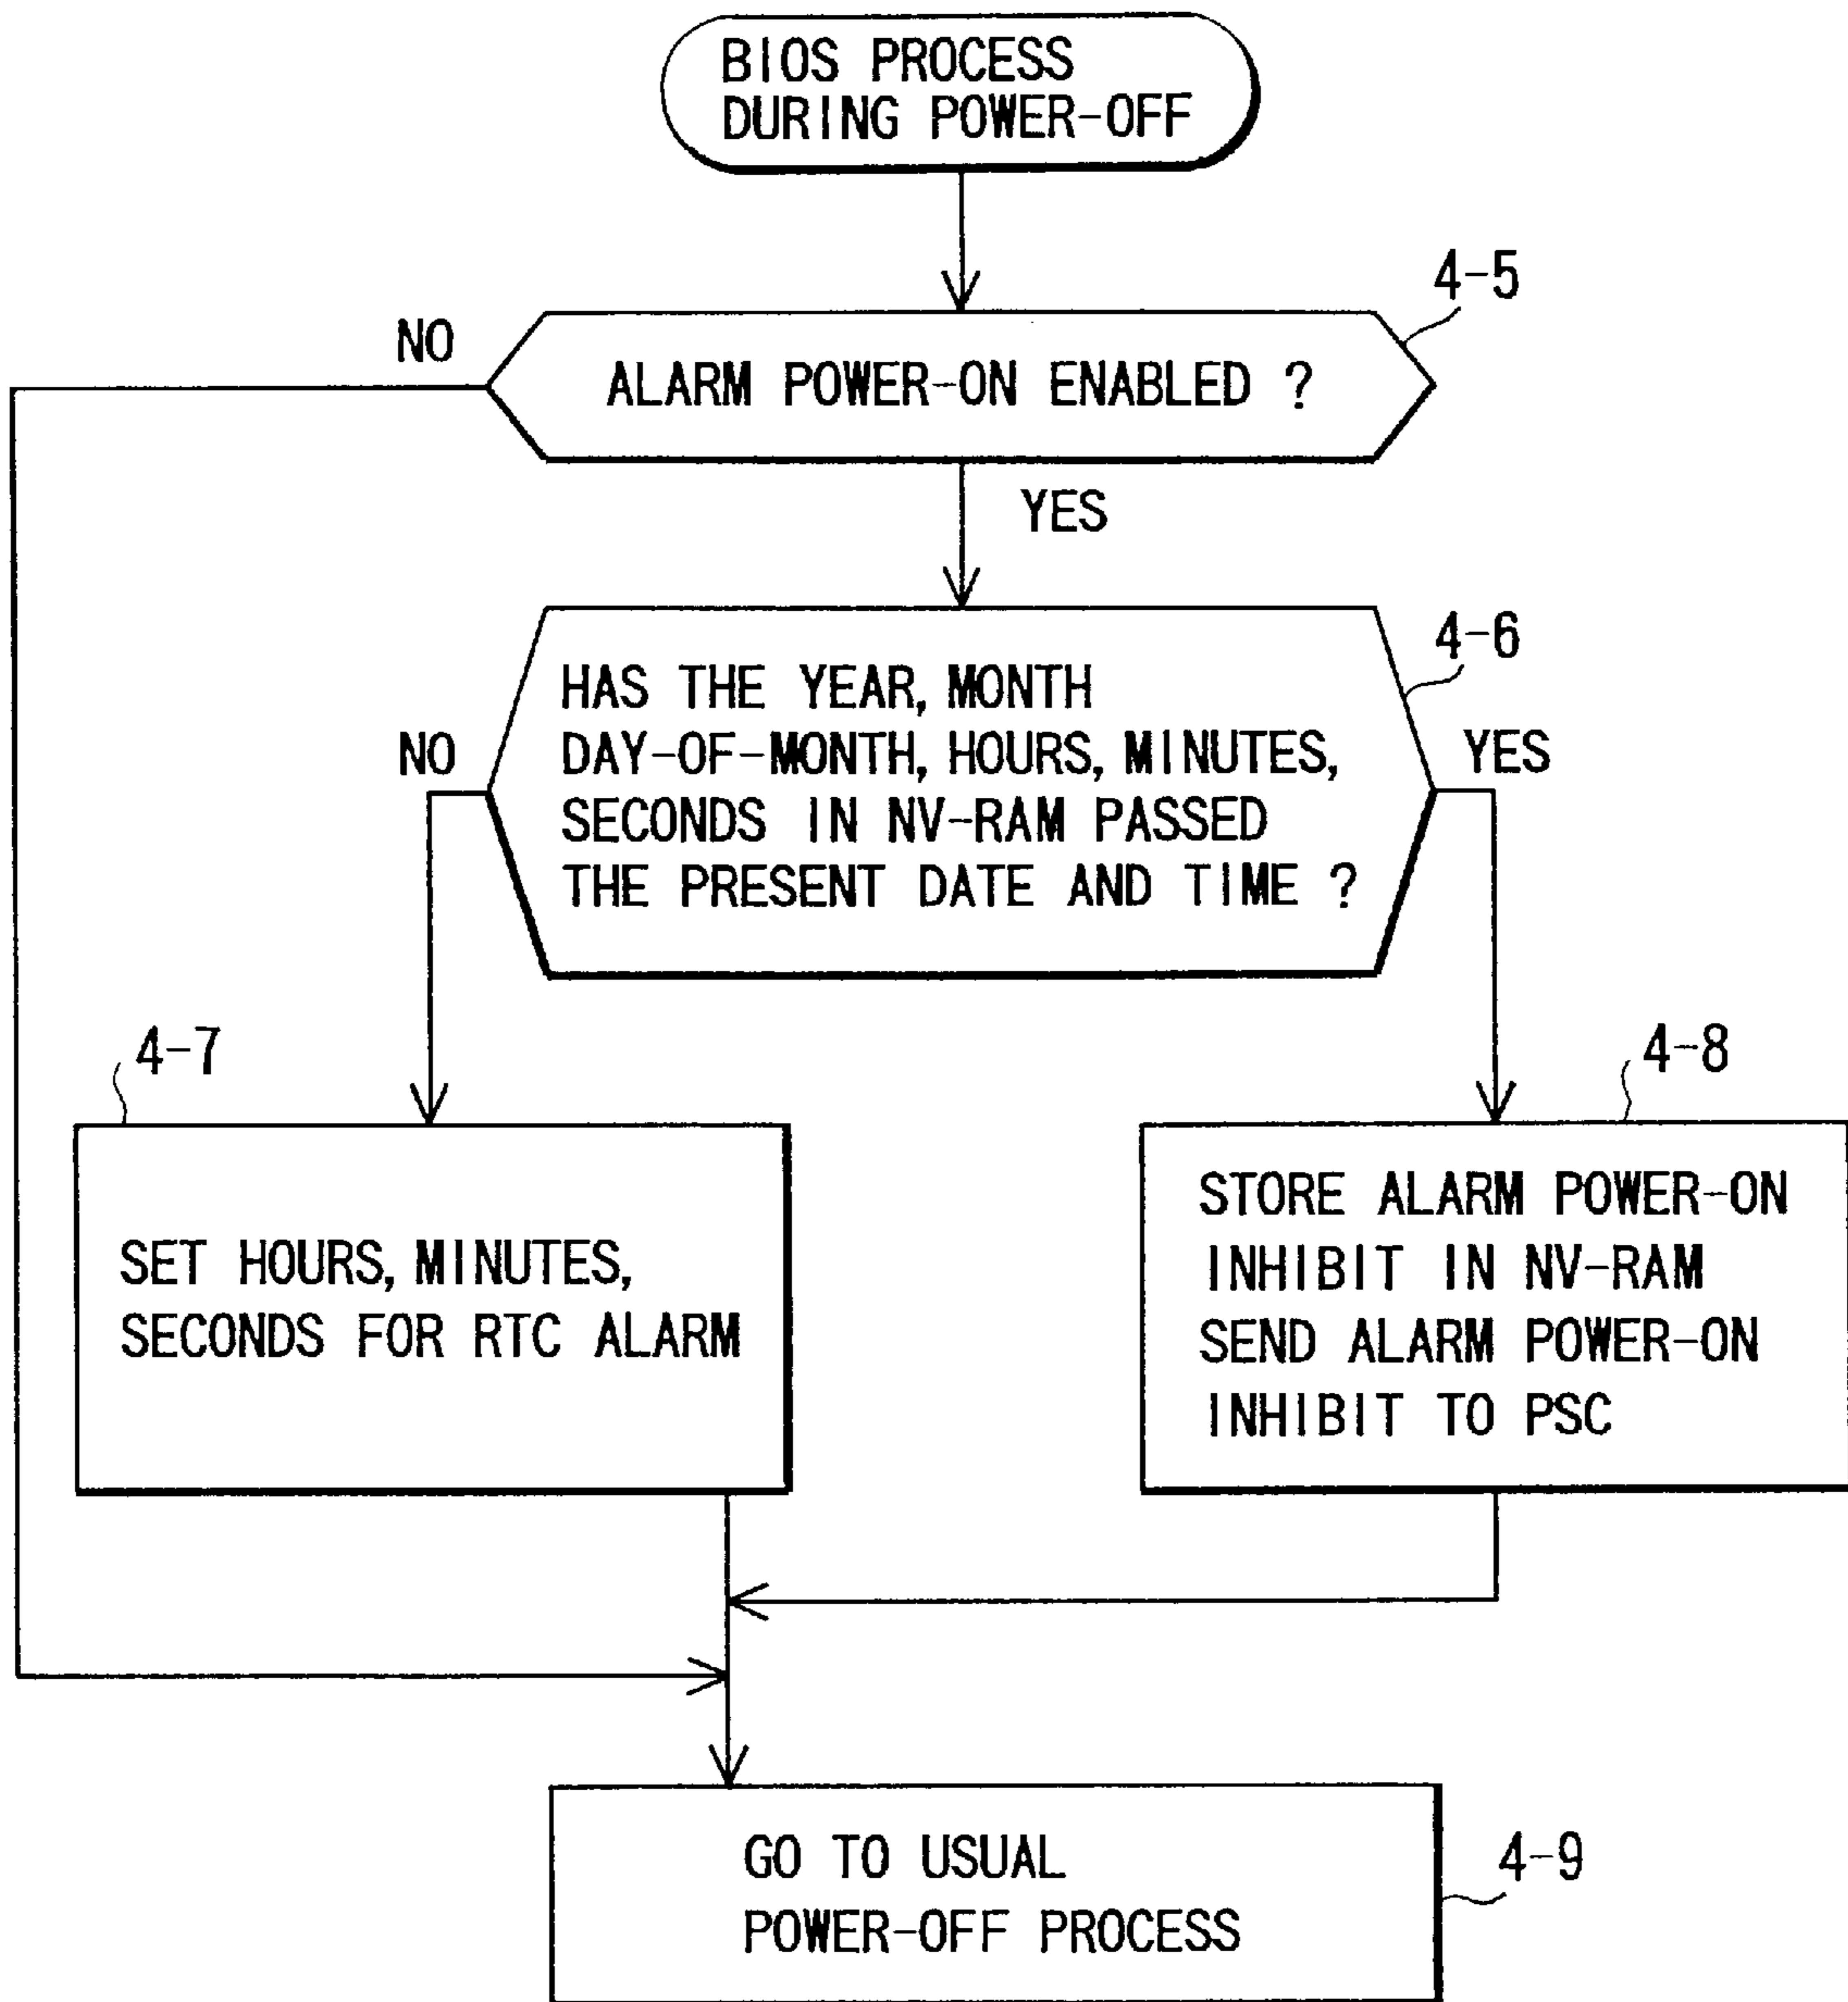 BIOS PROCESS
DURING POWER-OFF
4-5
NO
ALARM POWER-ON ENABLED ?
YES
4-6
HAS THE YEAR, MONTH
DAY-OF-MONTH, HOURS, MINUTES,
SECONDS IN NV-RAM PASSED
THE PRESENT DATE AND TIME ?
NO
YES
4-7
SET HOURS, MINUTES,
SECONDS FOR RTC ALARM
4-8
STORE ALARM POWER-ON
INHIBIT IN NV-RAM
SEND ALARM POWER-ON
INHIBIT TO PSC
GO TO USUAL
POWER-OFF PROCESS
4-9